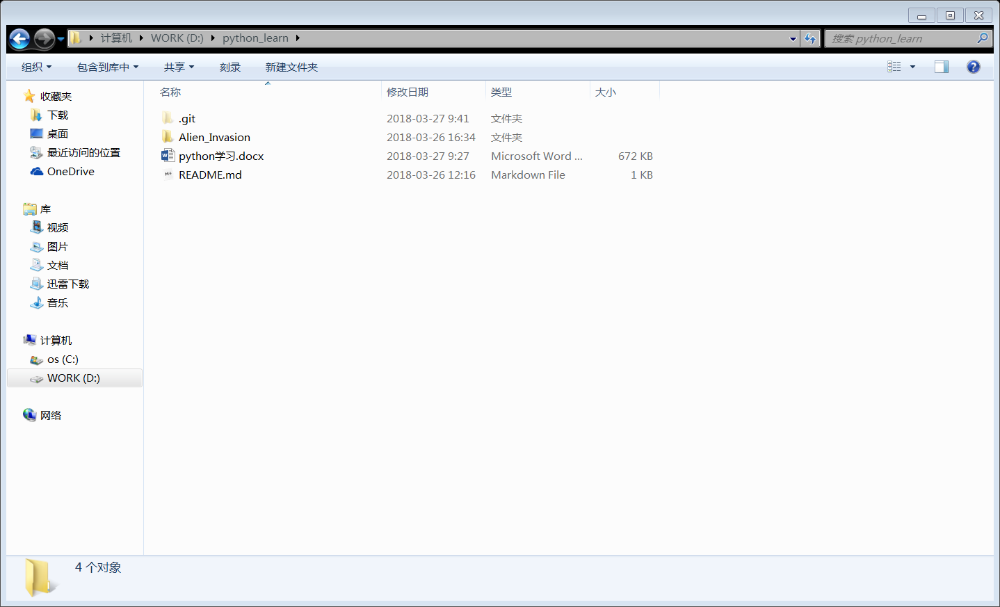 计算机 WORK (D:) python_learn 搜索 python_learn
组织 包含到库中 共享 刻录 新建文件夹
名称 修改日期 类型 大小
收藏夹
下载
桌面
最近访问的位置
OneDrive
库
视频
图片
文档
迅雷下载
音乐
计算机
os (C:)
WORK (D:)
网络
.git 2018-03-27 9:41 文件夹
Alien_Invasion 2018-03-26 16:34 文件夹
python学习.docx 2018-03-27 9:27 Microsoft Word ... 672 KB
README.md 2018-03-26 12:16 Markdown File 1 KB
4 个对象